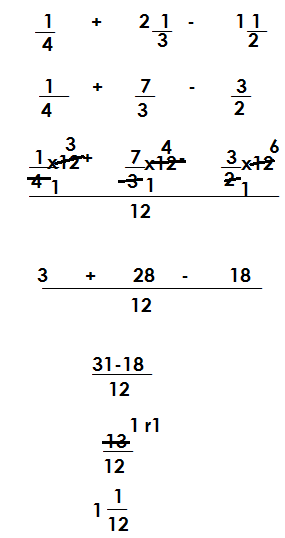 1/4 + 2 1/3 - 1 1/2
1/4 + 7/3 - 3/2
3 4 6
1/4 x 12 + 7/3 x 12 - 3/2 x 12
1 1 1
12
3 + 28 - 18
12
31-18
12
1 r1
13
12
1 1/12